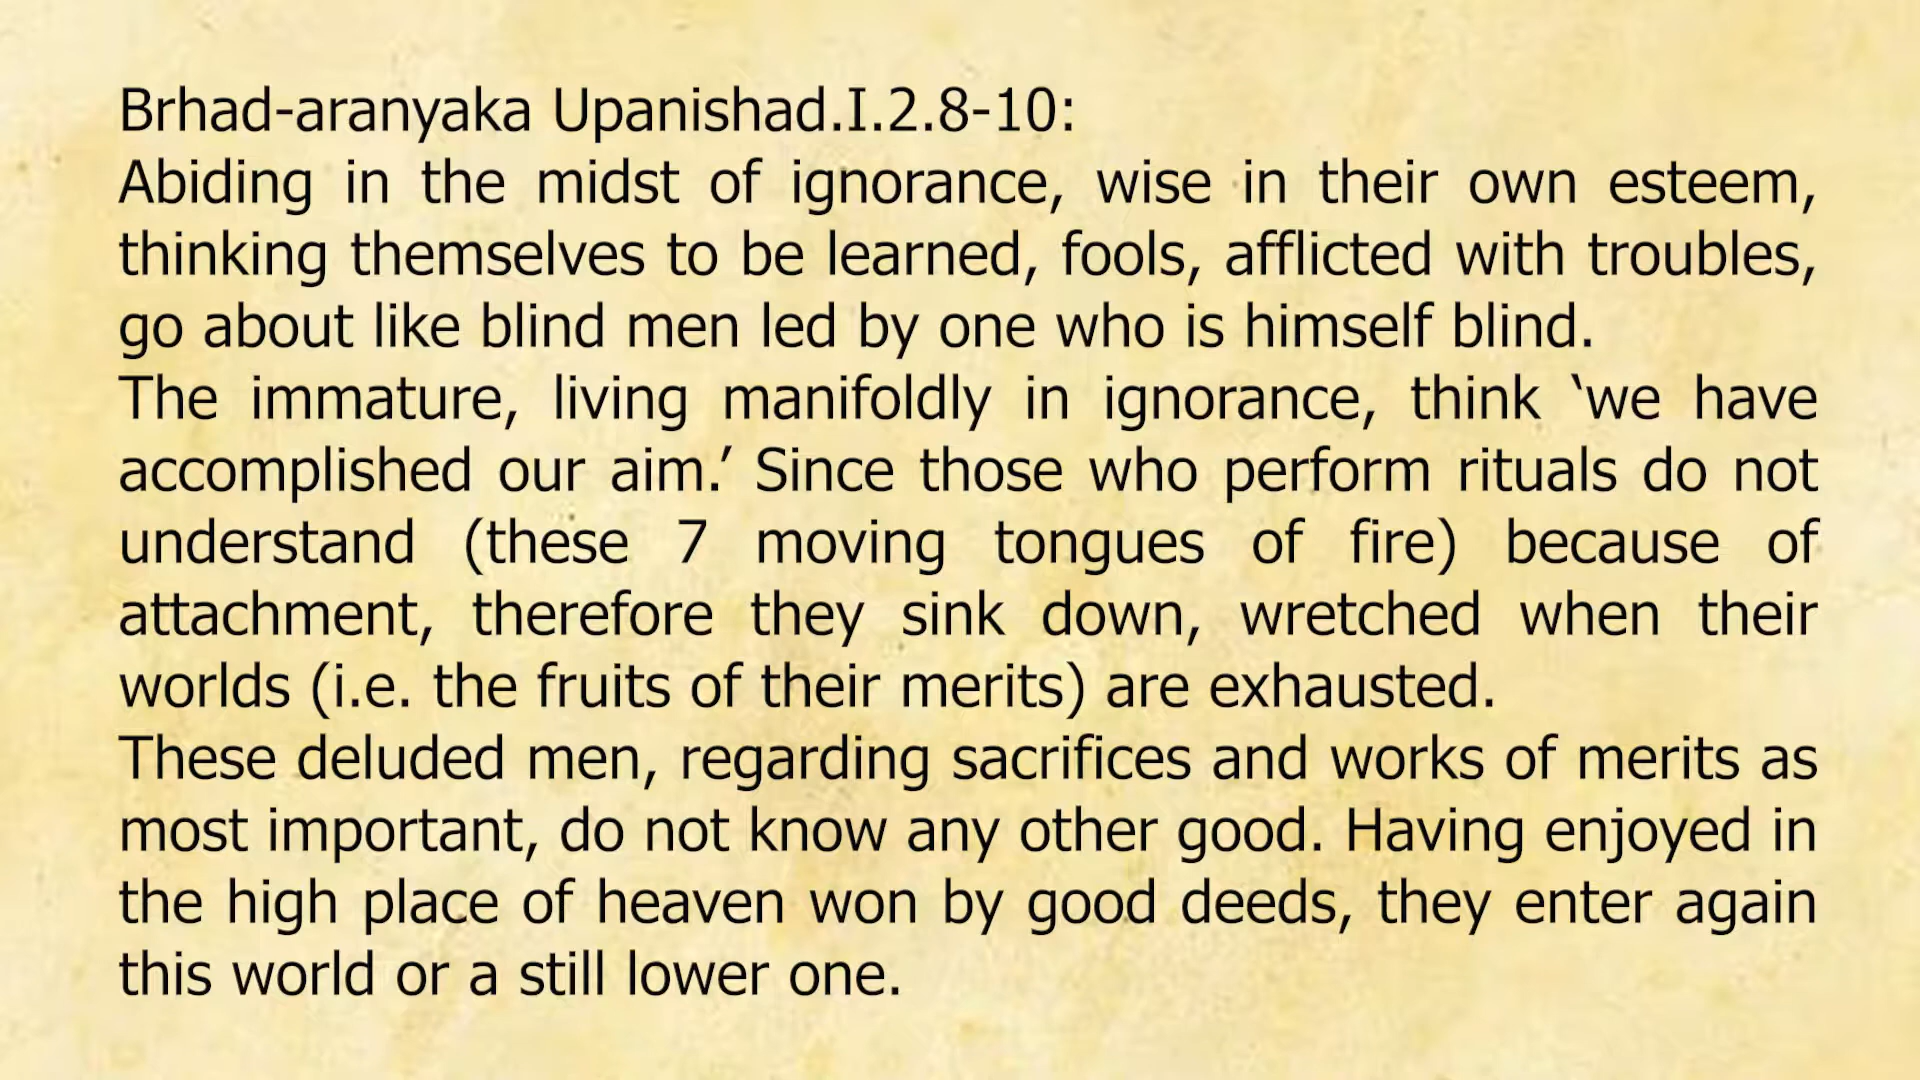 Brhad-aranyaka Upanishad.I.2.8-10:
Abiding in the midst of ignorance, wise in their own esteem,
thinking themselves to be learned, fools, afflicted with troubles,
go about like blind men led by one who is himself blind.
The immature, living manifoldly in ignorance, think ‘we have
accomplished our aim.’ Since those who perform rituals do not
understand (these 7 moving tongues of fire) because of
attachment, therefore they sink down, wretched when their
worlds (i.e. the fruits of their merits) are exhausted.
These deluded men, regarding sacrifices and works of merits as
most important, do not know any other good. Having enjoyed in
the high place of heaven won by good deeds, they enter again
this world or a still lower one.